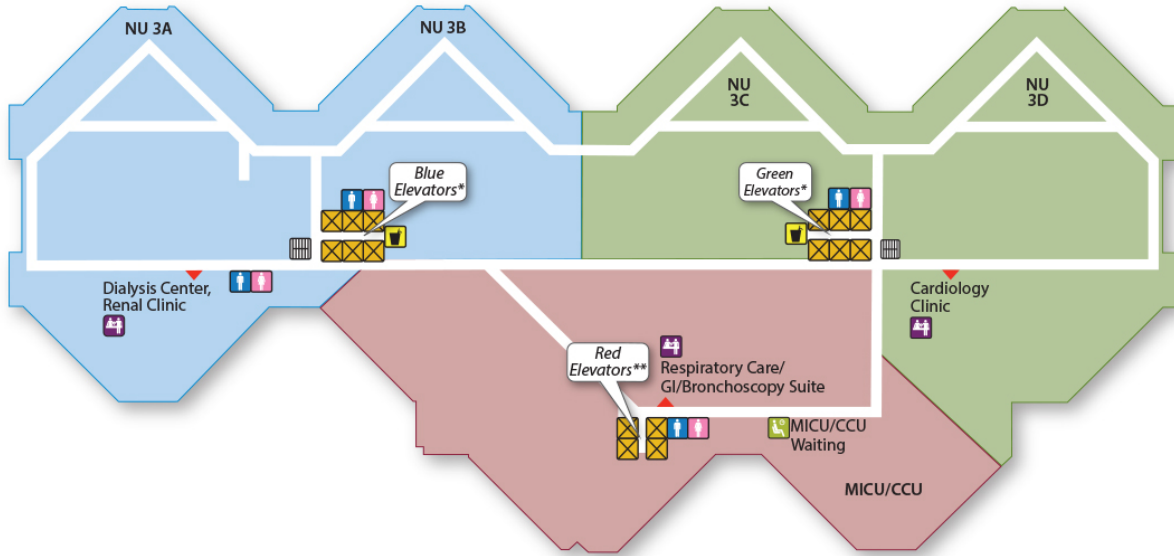 NU 3A
NU 3B
NU
3C
NU
3D
Blue
Elevators*
Green
Elevators*
Dialysis Center,
Renal Clinic
Cardiology
Clinic
Red
Elevators**
Respiratory Care/
GI/Bronchoscopy Suite
MICU/CCU
Waiting
MICU/CCU